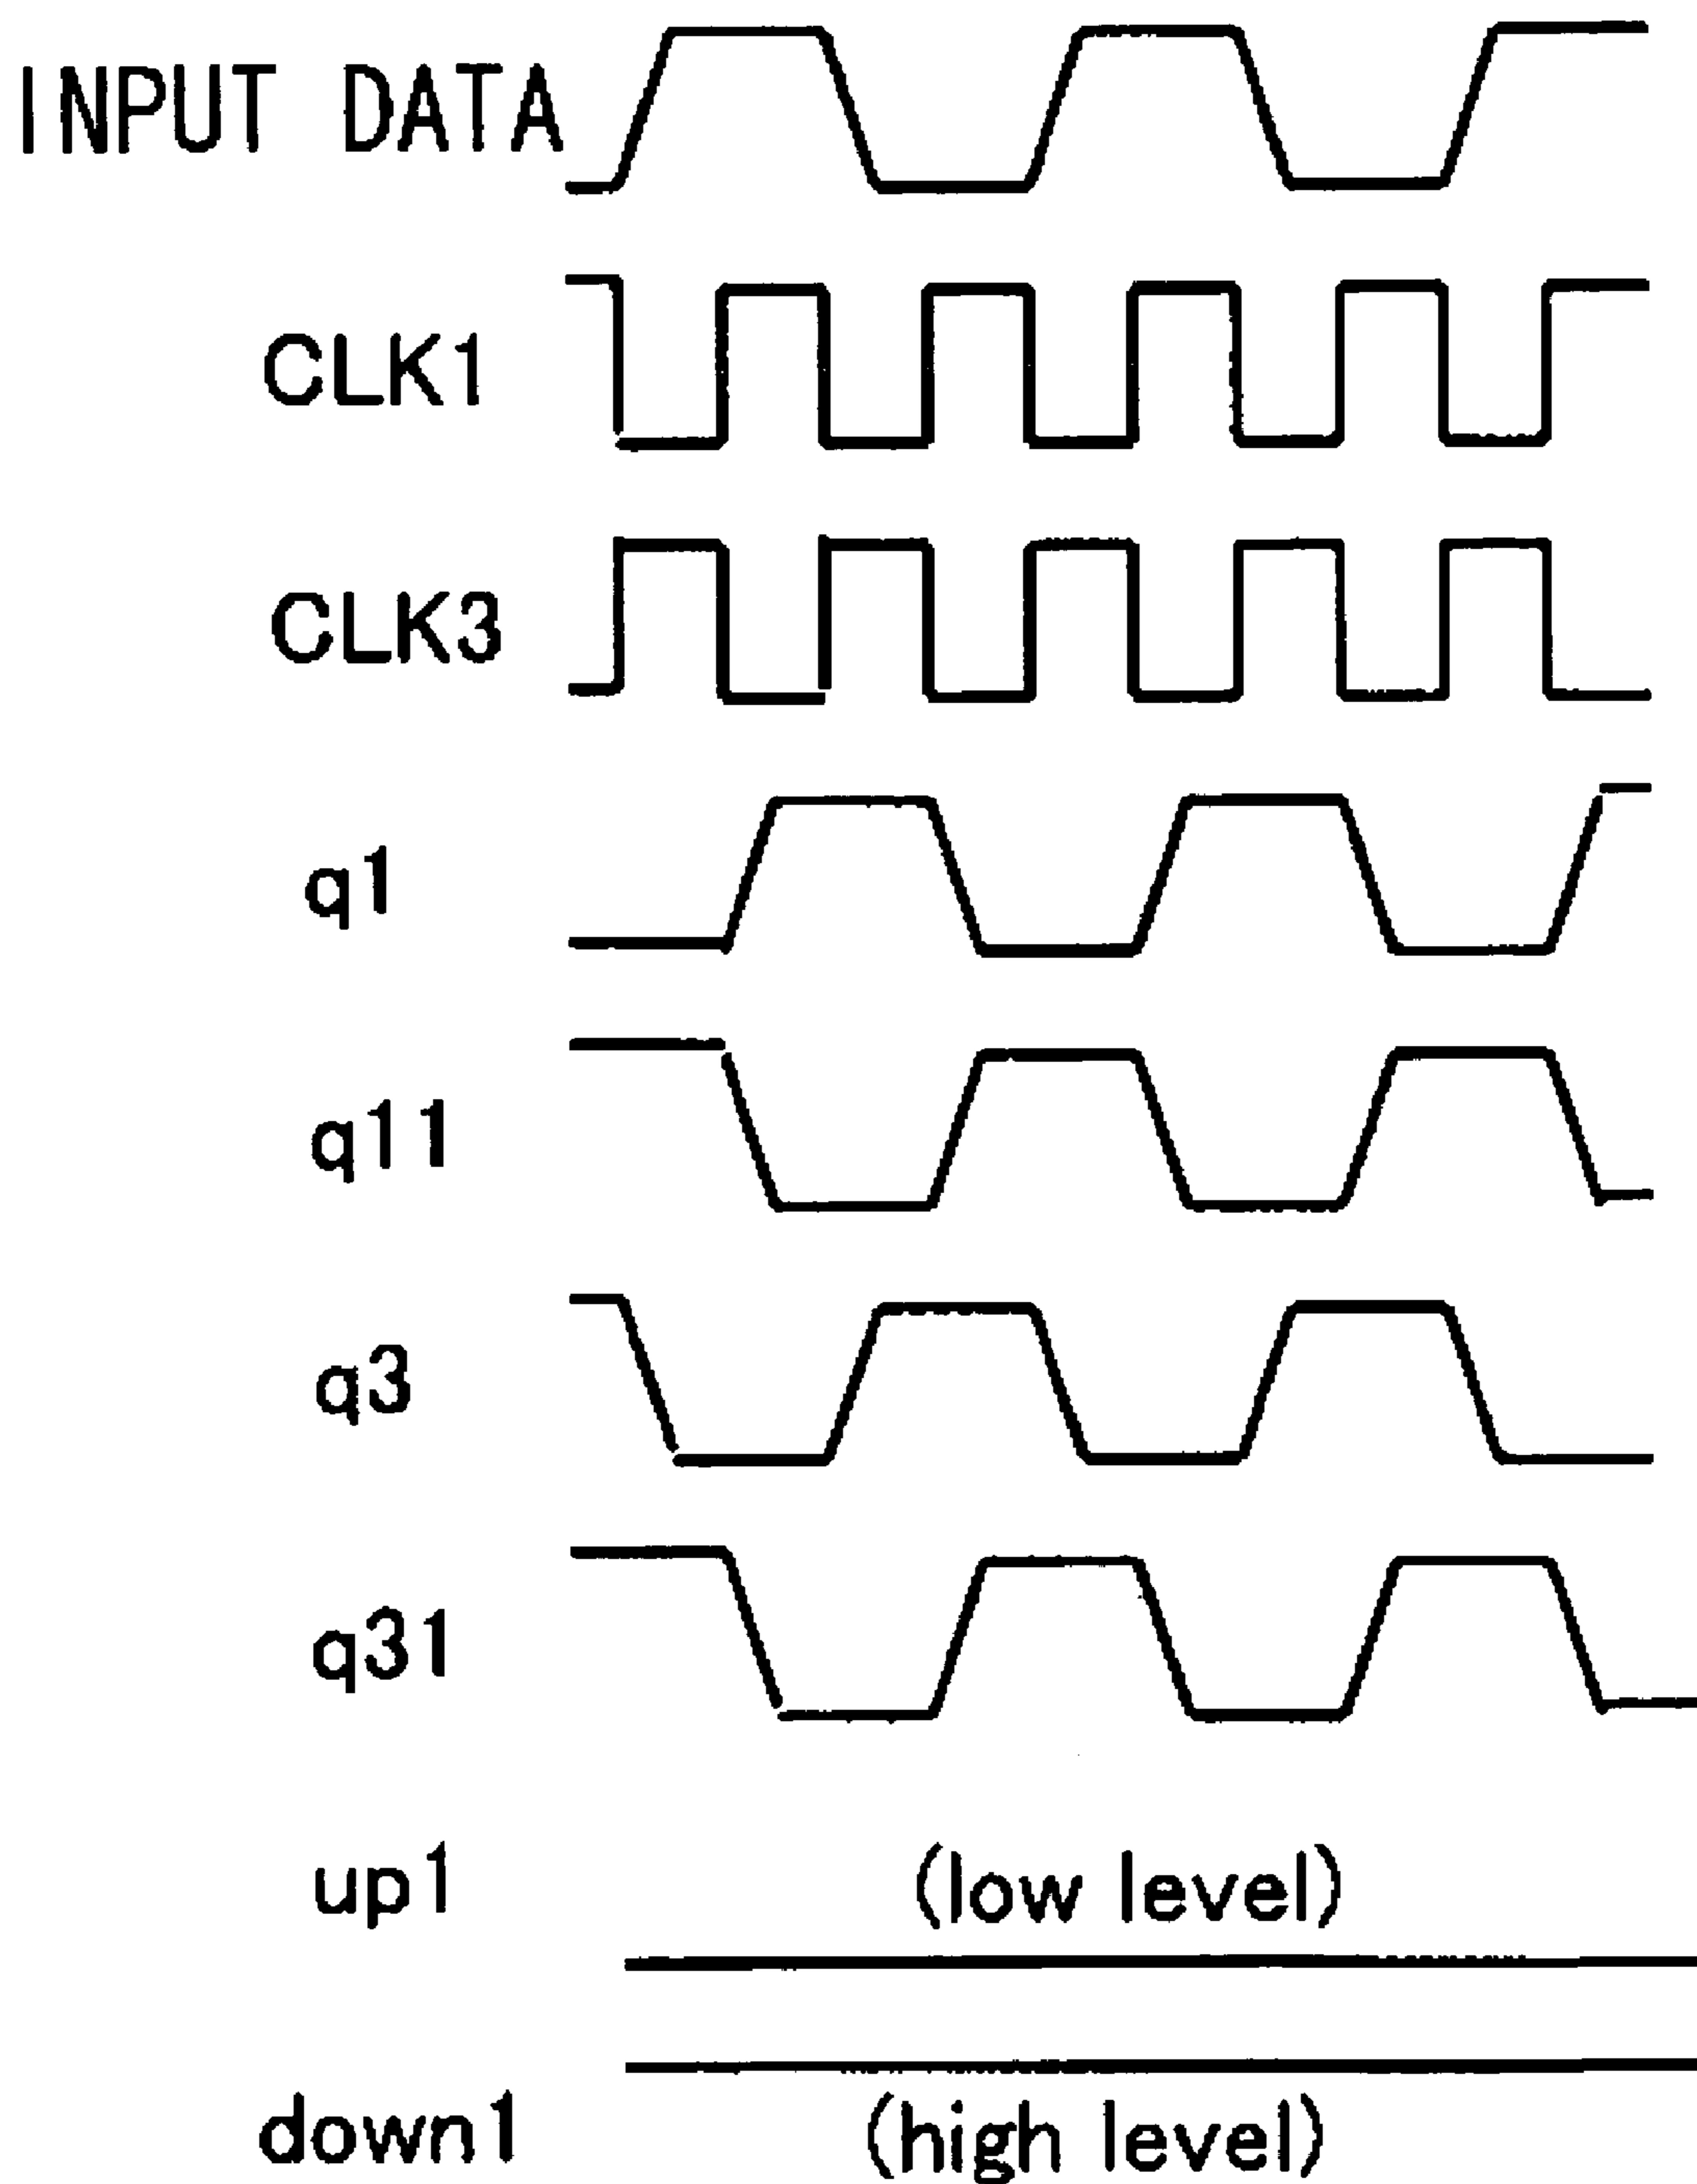 INPUT DATA
CLK1
CLK3
q1
q11
q3
q31
up1
(low level)
down1
(high level)